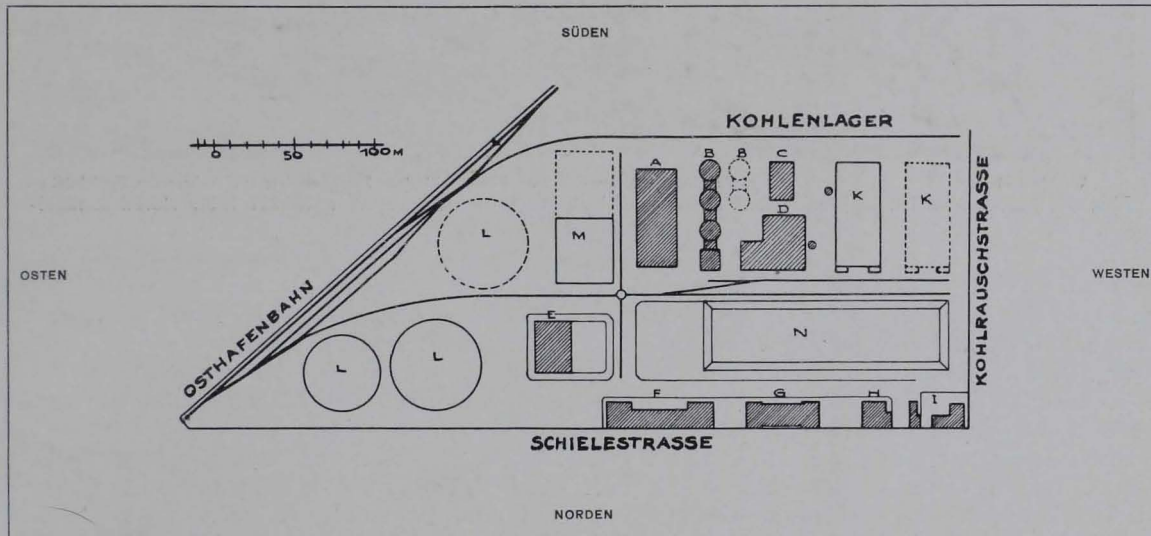 SÜDEN
KOHLENLAGER
0 50 100 M
A B B C
K K
D
L M
OSTEN
WESTEN
OSTHAFENBAHN
KOHLRAUSCHSTRASSE
E
N
L L
F G H I
SCHIELESTRASSE
NORDEN